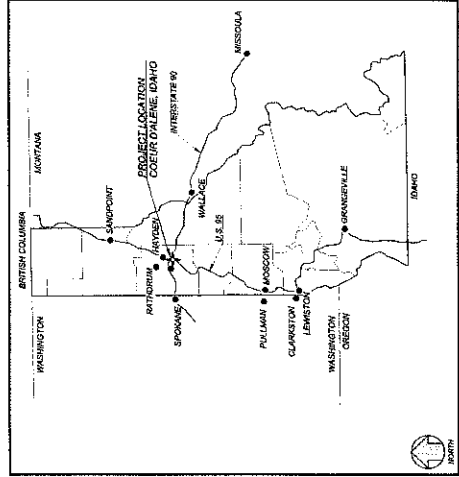 BRITISH COLUMBIA
WASHINGTON
MONTANA
SANDPOINT
PROJECT LOCATION
COEUR D'ALENE, IDAHO
HAYDEN
RATHDRUM
SPOKANE
INTERSTATE 90
MISSOULA
WALLACE
U.S. 95
MOSCOW
PULLMAN
CLARKSTON
LEWISTON
GRANGEVILLE
WASHINGTON
OREGON
IDAHO
NORTH